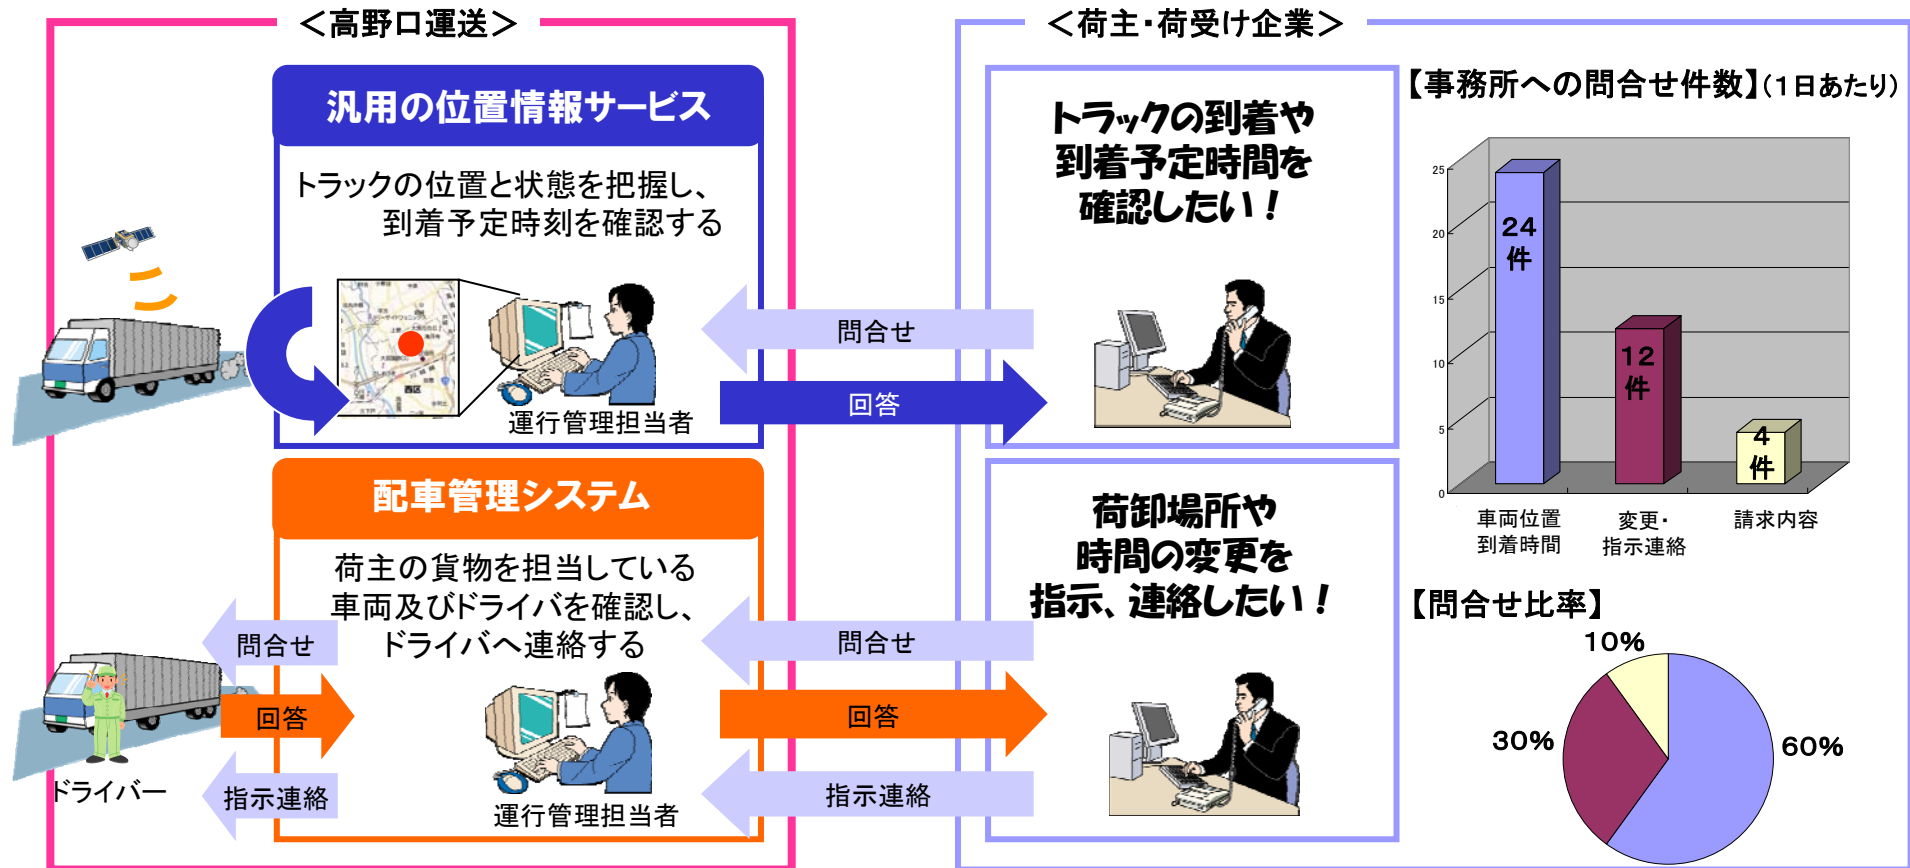 ＜高野口運送＞
汎用の位置情報サービス
トラックの位置と状態を把握し、
到着予定時刻を確認する
西区
運行管理担当者
配車管理システム
荷主の貨物を担当している
車両及びドライバを確認し、
ドライバへ連絡する
問合せ
回答
指示連絡
ドライバー
運行管理担当者
問合せ
回答
問合せ
回答
指示連絡
＜荷主・荷受け企業＞
トラックの到着や
到着予定時間を
確認したい！
荷卸場所や
時間の変更を
指示、連絡したい！
【事務所への問合せ件数】（１日あたり）
25
20
15
10
5
0
24
件
12
件
4
件
車両位置
到着時間
変更・
指示連絡
請求内容
【問合せ比率】
10%
30%
60%